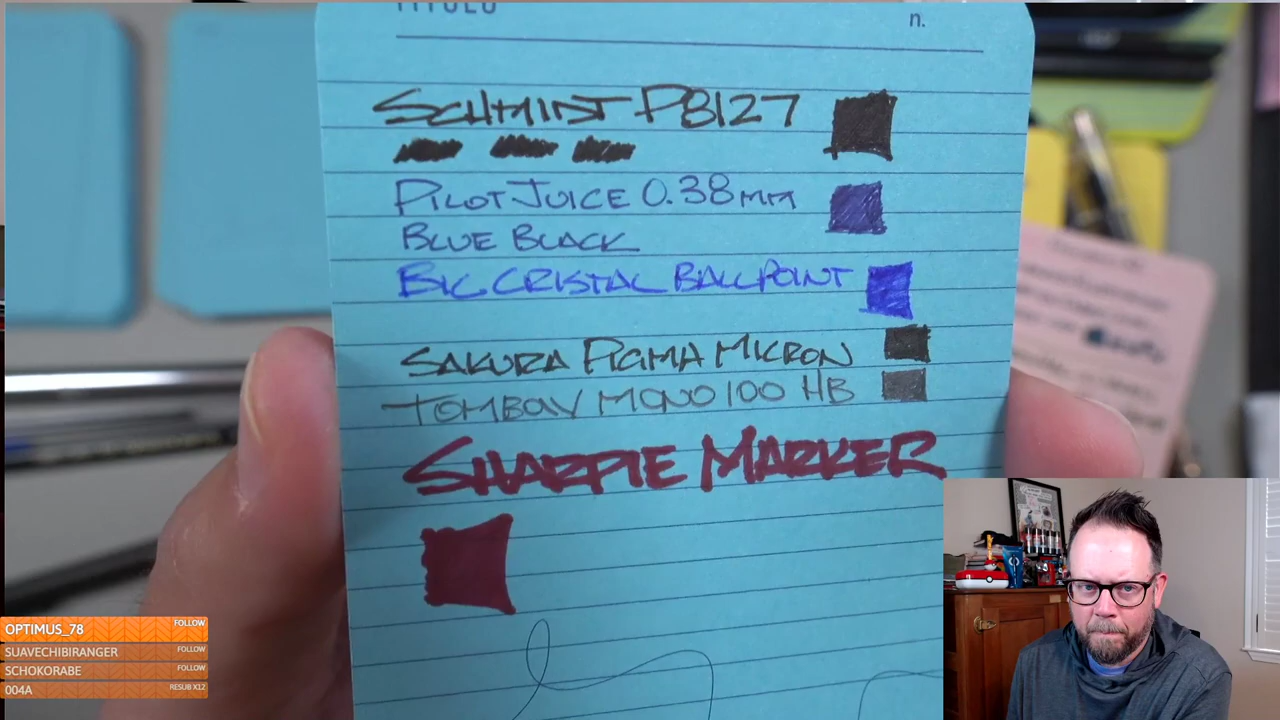 TITOLO
n.
SCHMIDT P8127
PILOT JUICE 0.38mm
BLUE BLACK
BIC CRISTAL BALLPOINT
SAKURA PIGMA MICRON
TOMBOW MONO 100 HB
SHARPIE MARKER
OPTIMUS_78 FOLLOW
SUAVECHIBIRANGER FOLLOW
SCHOKORABE FOLLOW
004A RESUB X12